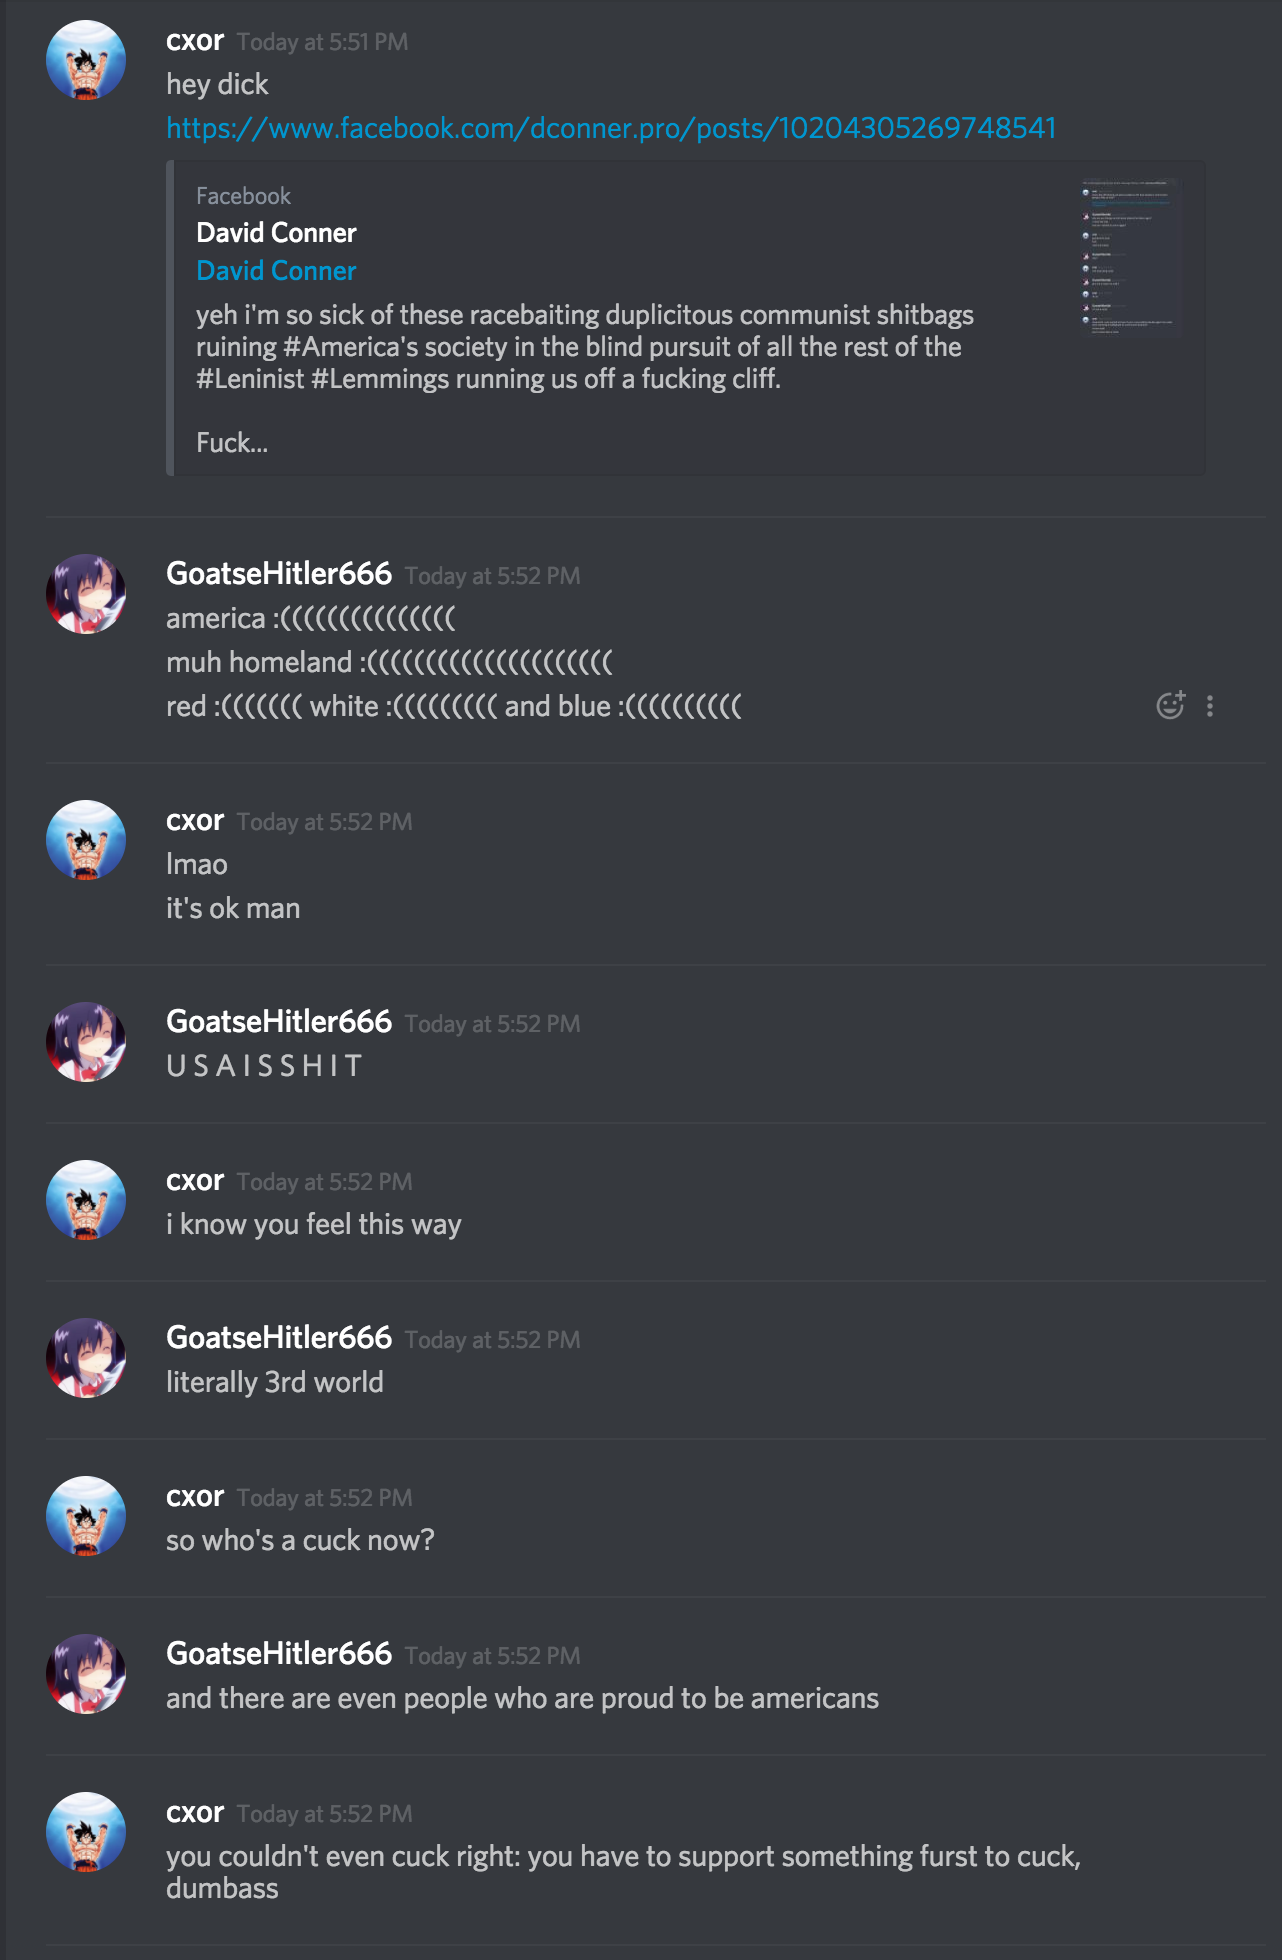 cxor Today at 5:51 PM
hey dick
https://www.facebook.com/dconner.pro/posts/10204305269748541
Facebook
David Conner
David Conner
yeh i'm so sick of these racebaiting duplicitous communist shitbags
ruining #America's society in the blind pursuit of all the rest of the
#Leninist #Lemmings running us off a fucking cliff.
Fuck...
GoatseHitler666 Today at 5:52 PM
america :(((((((((((((((
muh homeland :(((((((((((((((((((((
red :((((((( white :((((((((( and blue :((((((((((
cxor Today at 5:52 PM
lmao
it's ok man
GoatseHitler666 Today at 5:52 PM
U S A I S S H I T
cxor Today at 5:52 PM
i know you feel this way
GoatseHitler666 Today at 5:52 PM
literally 3rd world
cxor Today at 5:52 PM
so who's a cuck now?
GoatseHitler666 Today at 5:52 PM
and there are even people who are proud to be americans
cxor Today at 5:52 PM
you couldn't even cuck right: you have to support something furst to cuck,
dumbass